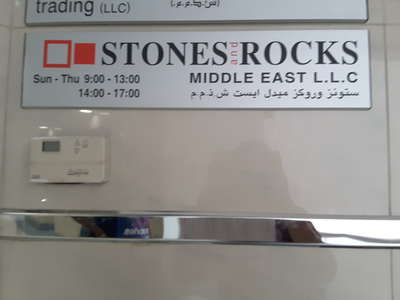 trading (LLC)
(ش.ذ.م.م.)
STONES and ROCKS
Sun - Thu 9:00 - 13:00
MIDDLE EAST L.L.C
14:00 - 17:00
ستونز وروكز ميدل ايست ش.ذ.م.م